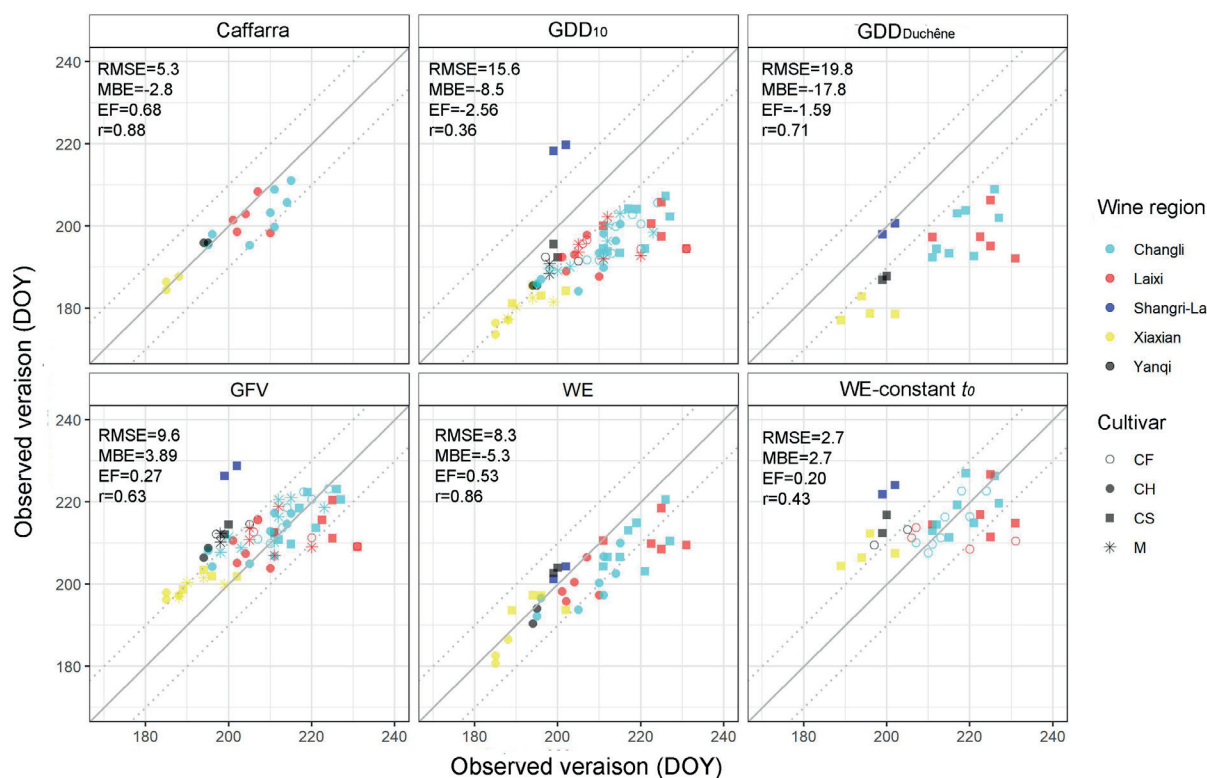 Caffarra
GDD10
GDDDuchêne
RMSE=5.3
MBE=-2.8
EF=0.68
r=0.88
RMSE=15.6
MBE=-8.5
EF=-2.56
r=0.36
RMSE=19.8
MBE=-17.8
EF=-1.59
r=0.71
240
220
200
180
GFV
WE
WE-constant t0
RMSE=9.6
MBE=3.89
EF=0.27
r=0.63
RMSE=8.3
MBE=-5.3
EF=0.53
r=0.86
RMSE=2.7
MBE=2.7
EF=0.20
r=0.43
240
220
200
180
180 200 220 240
180 200 220 240
180 200 220 240
Observed veraison (DOY)
Observed veraison (DOY)
Wine region
Changli
Laixi
Shangri-La
Xiaxian
Yanqi
Cultivar
CF
CH
CS
M